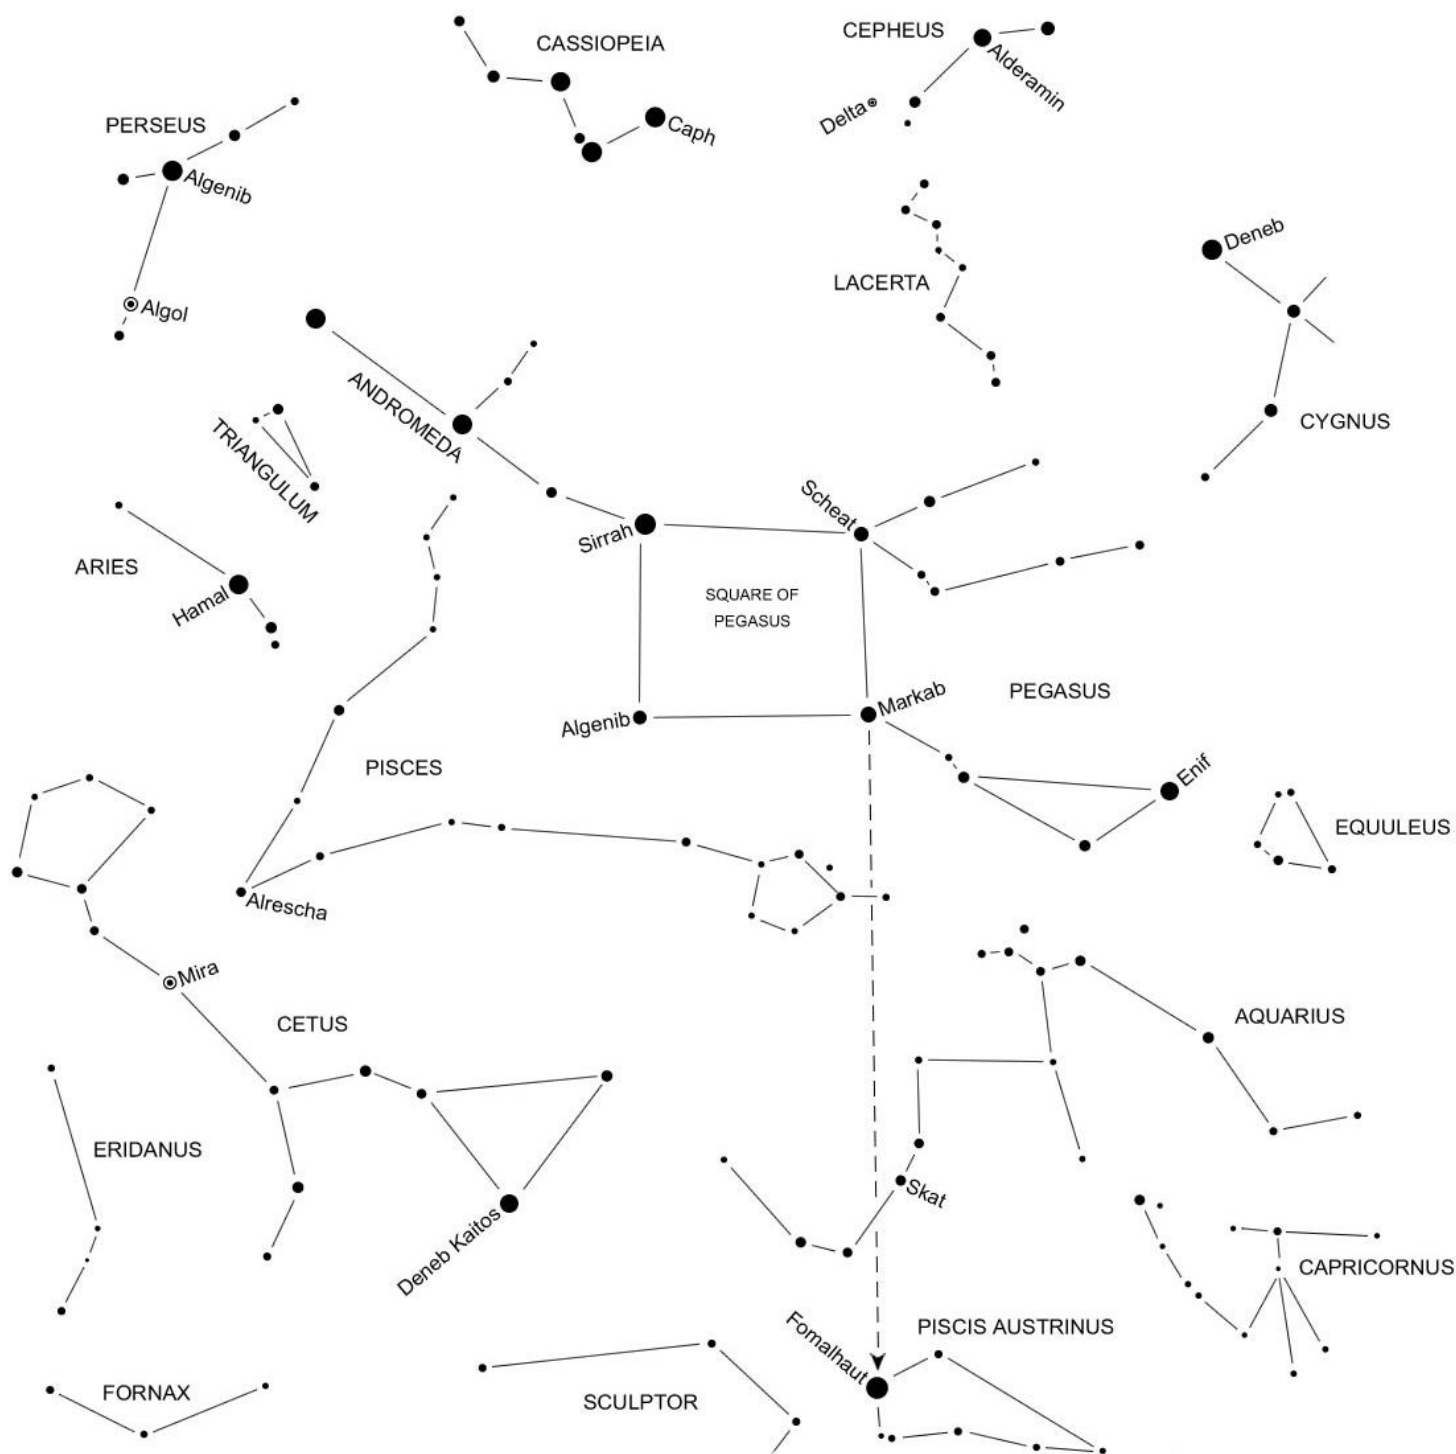 CASSIOPEIA
CEPHEUS
Alderamin
Delta
PERSEUS
Caph
Algenib
Deneb
LACERTA
Algol
ANDROMEDA
TRIANGULUM
CYGNUS
Scheat
Sirrah
ARIES
Hamal
SQUARE OF
PEGASUS
Markab
PEGASUS
Algenib
PISCES
Enif
EQUULEUS
Alrescha
Mira
CETUS
AQUARIUS
ERIDANUS
Skat
Deneb Kaitos
CAPRICORNUS
Fomalhaut
PISCIS AUSTRINUS
FORNAX
SCULPTOR